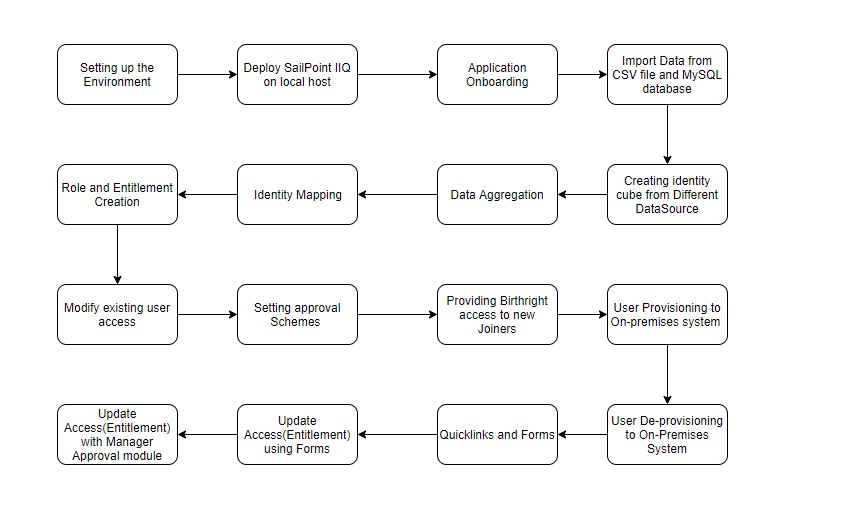 Setting up the
Environment
Deploy SailPoint IIQ
on local host
Application
Onboarding
Import Data from
CSV file and MySQL
database
Role and Entitlement
Creation
Identity Mapping
Data Aggregation
Creating identity
cube from Different
DataSource
Modify existing user
access
Setting approval
Schemes
Providing Birthright
access to new
Joiners
User Provisioning to
On-premises system
Update
Access(Entitlement)
with Manager
Approval module
Update
Access(Entitlement)
using Forms
Quicklinks and Forms
User De-provisioning
to On-Premises
System